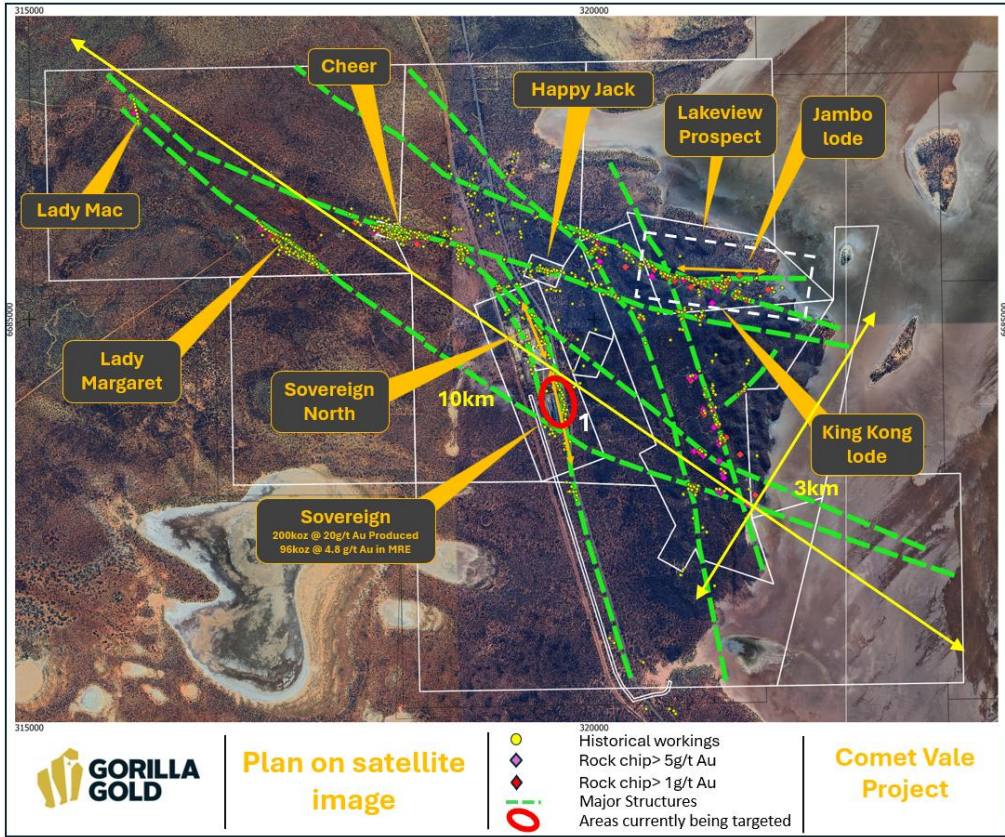 315000
320000
Cheer
Happy Jack
Lakeview
Prospect
Jambo
lode
Lady Mac
6685000
6685000
Lady
Margaret
Sovereign
North
10km
1
King Kong
lode
3km
Sovereign
200koz @ 20g/t Au Produced
96koz @ 4.8 g/t Au in MRE
315000
320000
GORILLA
GOLD
Plan on satellite
image
Historical workings
Rock chip> 5g/t Au
Rock chip> 1g/t Au
Major Structures
Areas currently being targeted
Comet Vale
Project